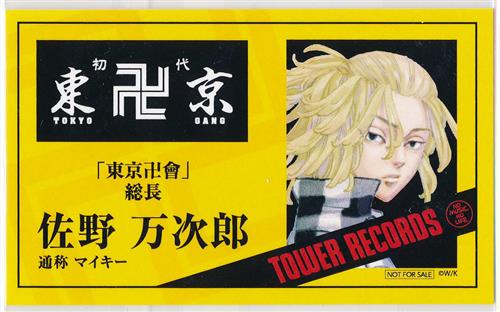 初代
東卍京
TOKYO GANG
「東京卍會」
総長
佐野 万次郎
通称 マイキー
TOWER RECORDS
NO MUSIC NO LIFE
NOT FOR SALE ©W/K